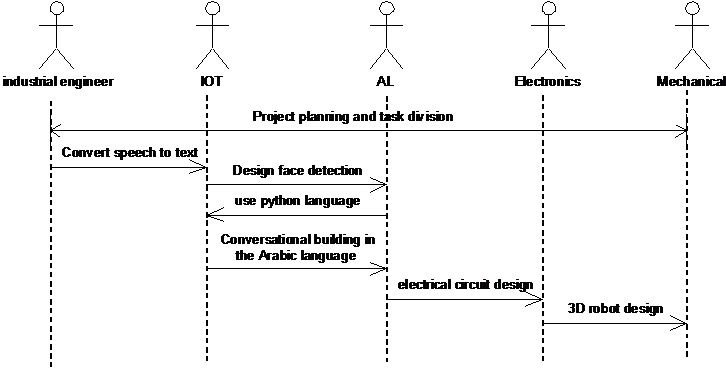 industrial engineer
IOT
AL
Electronics
Mechanical
Project planning and task division
Convert speech to text
Design face detection
use python language
Conversational building in
the Arabic language
electrical circuit design
3D robot design